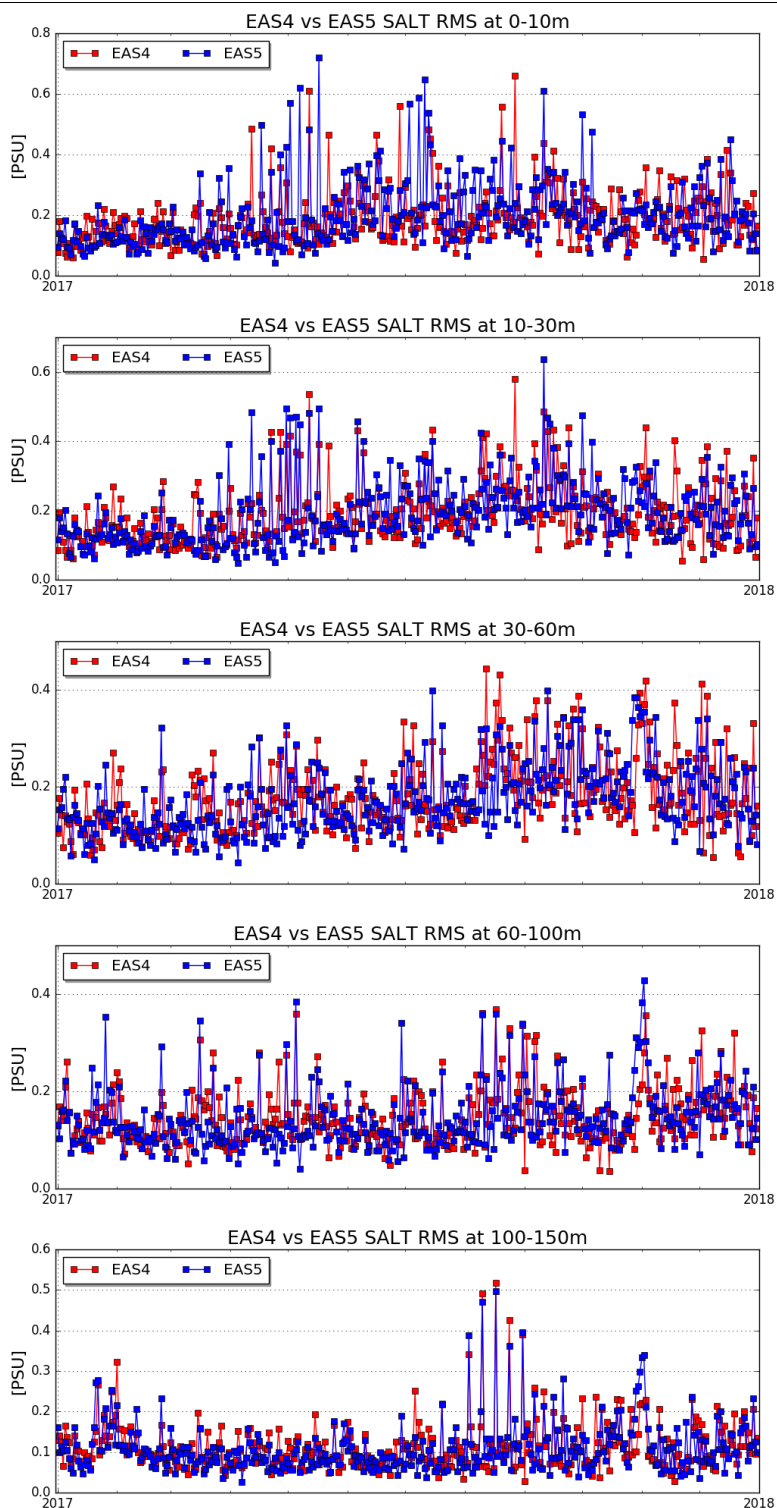 EAS4 vs EAS5 SALT RMS at 0-10m
0.8
EAS4 EAS5
0.6
[PSU]
0.4
0.2
0.0
2017 2018
EAS4 vs EAS5 SALT RMS at 10-30m
EAS4 EAS5
0.6
[PSU]
0.4
0.2
0.0
2017 2018
EAS4 vs EAS5 SALT RMS at 30-60m
EAS4 EAS5
0.4
[PSU]
0.2
0.0
2017 2018
EAS4 vs EAS5 SALT RMS at 60-100m
EAS4 EAS5
0.4
[PSU]
0.2
0.0
2017 2018
EAS4 vs EAS5 SALT RMS at 100-150m
0.6
EAS4 EAS5
0.5
0.4
[PSU]
0.3
0.2
0.1
0.0
2017 2018